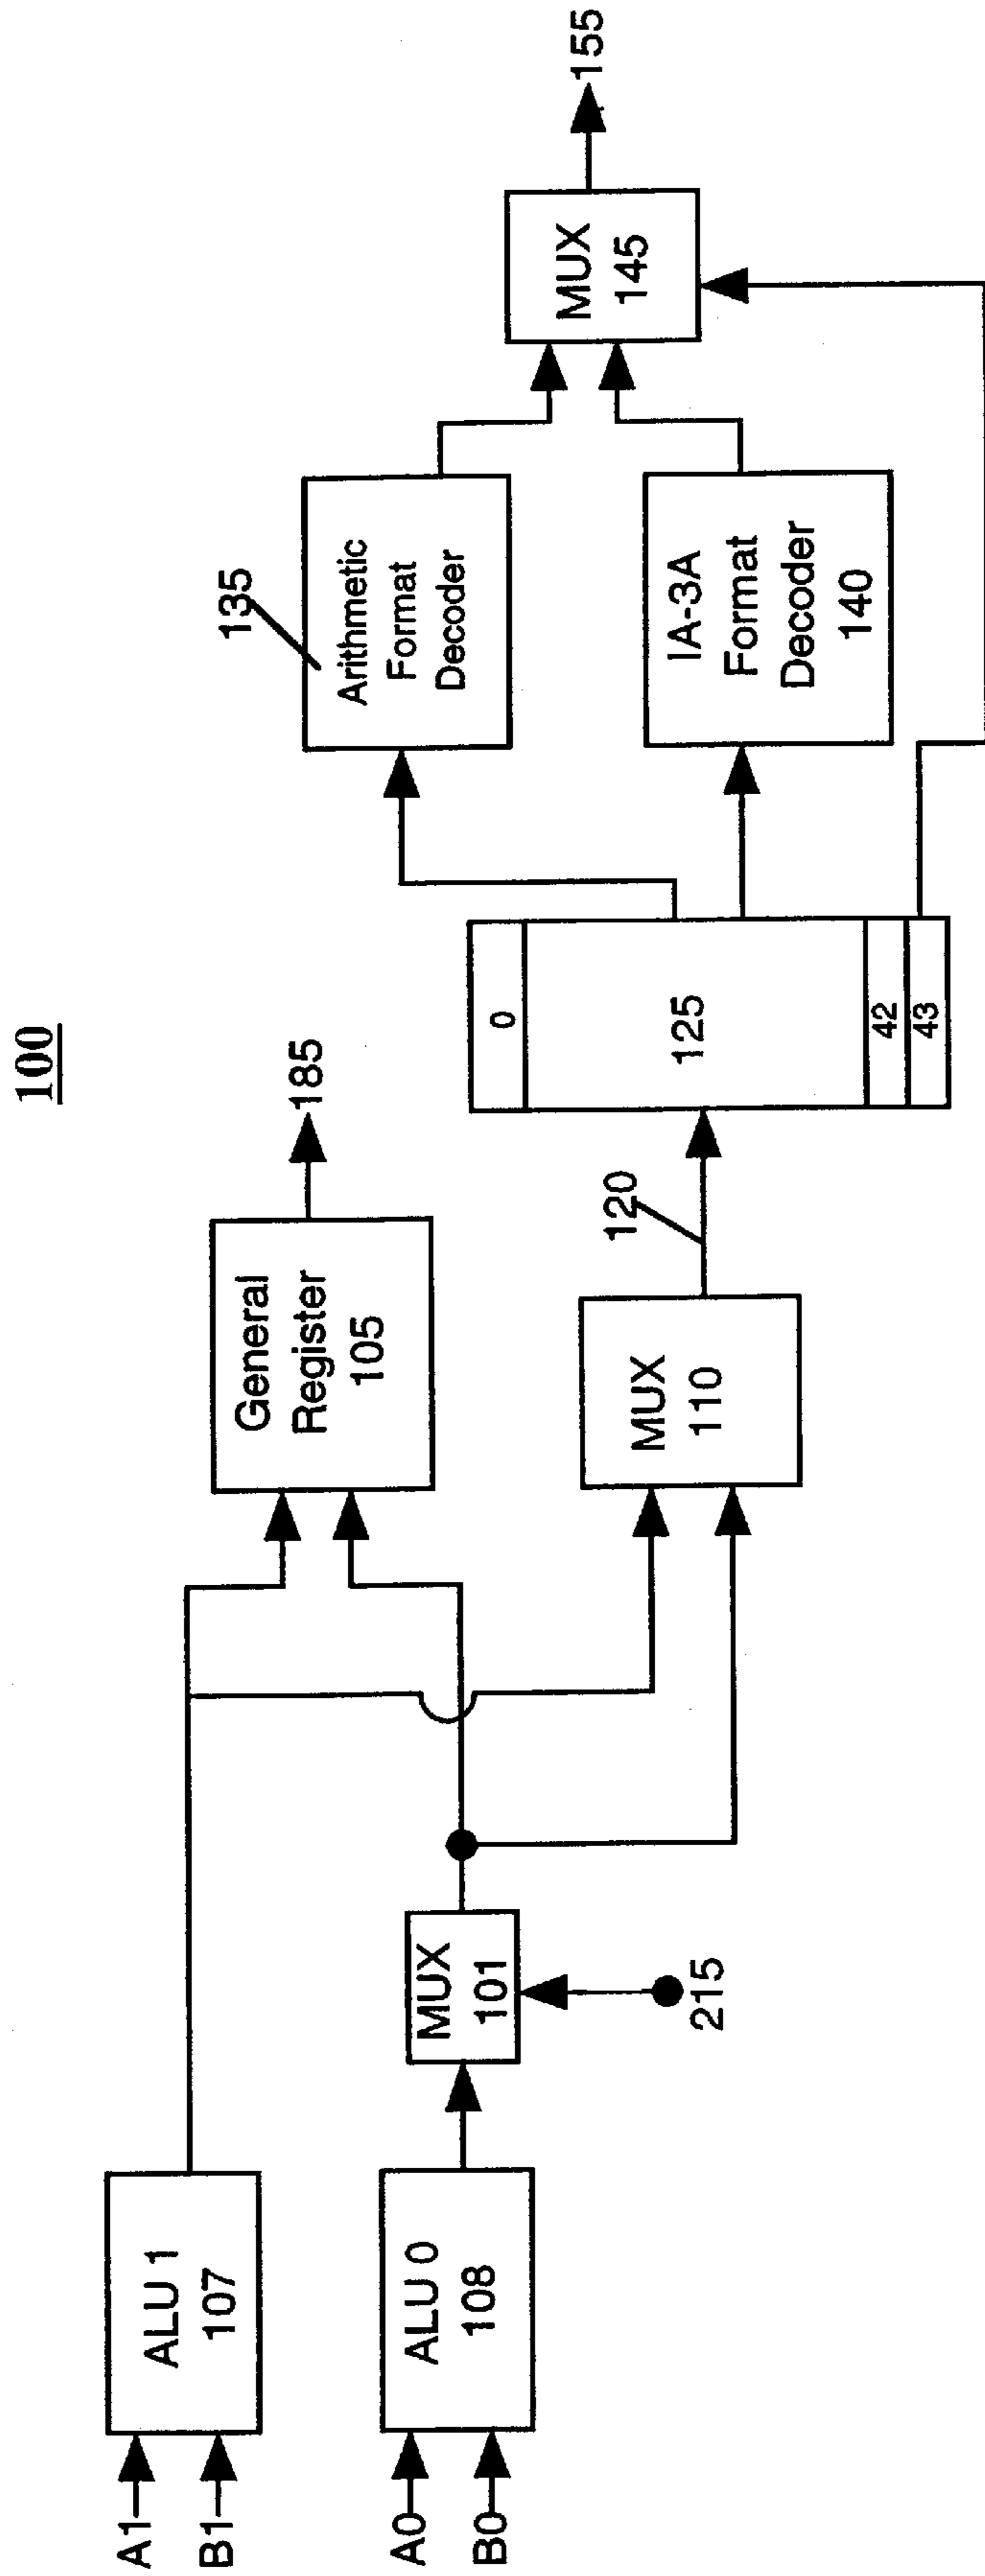 100
A1
B1
ALU 1
107
A0
B0
ALU 0
108
MUX
101
215
General
Register
105
185
MUX
110
120
0
125
42
43
135
Arithmetic
Format
Decoder
IA-3A
Format
Decoder
140
MUX
145
155